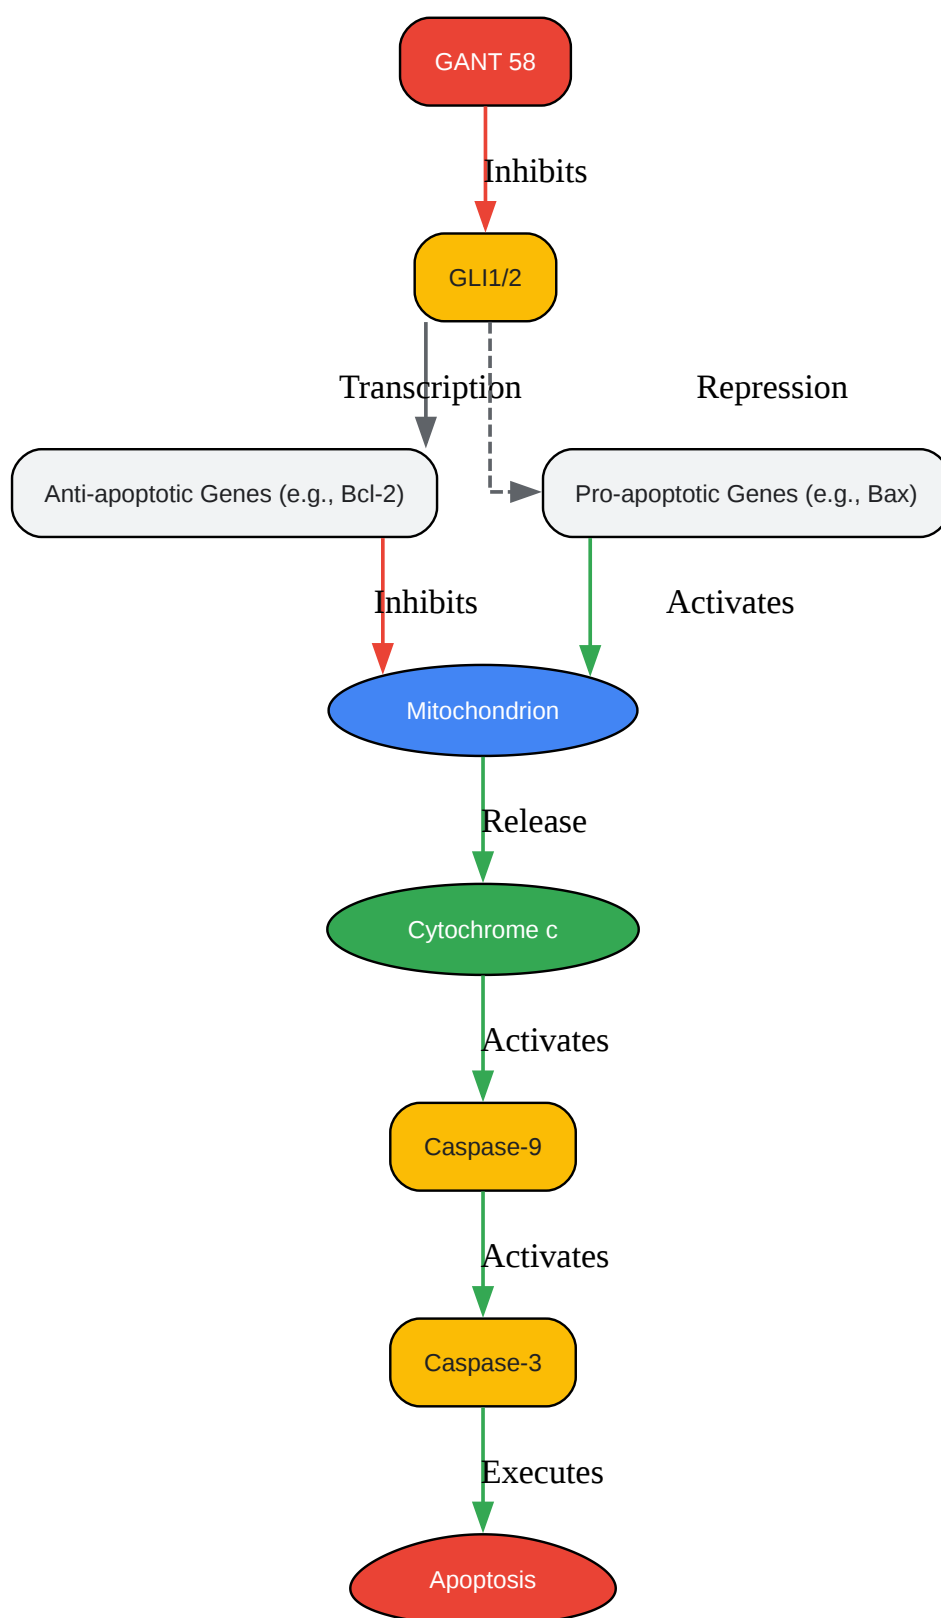 GANT 58
Inhibits
GLI1/2
Transcription
Repression
Anti-apoptotic Genes (e.g., Bcl-2)
Pro-apoptotic Genes (e.g., Bax)
Inhibits
Activates
Mitochondrion
Release
Cytochrome c
Activates
Caspase-9
Activates
Caspase-3
Executes
Apoptosis